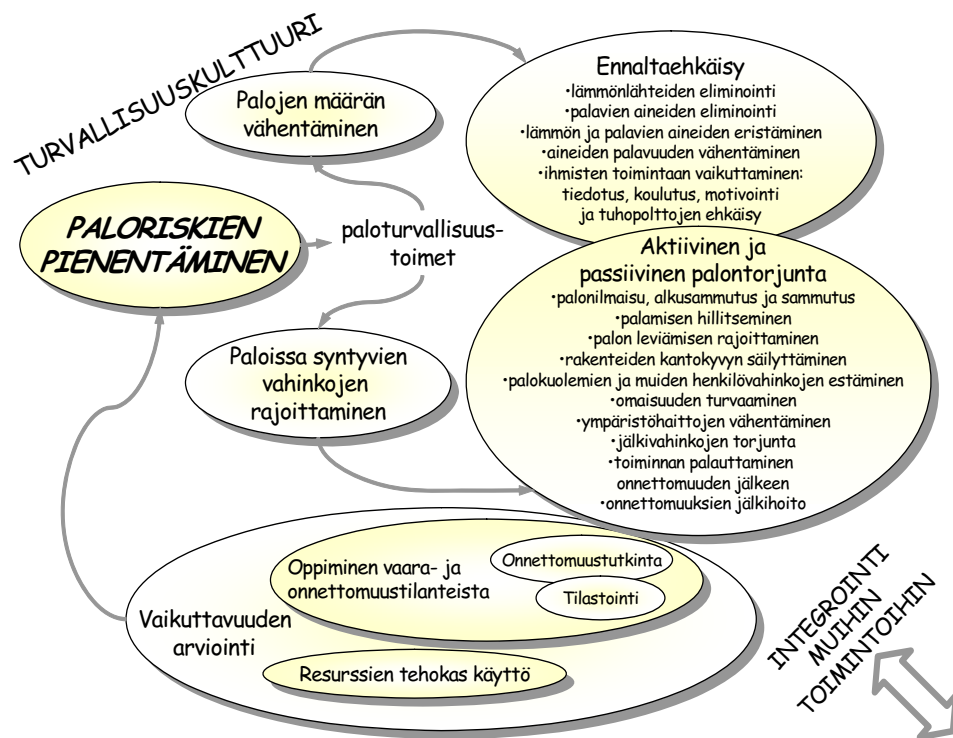 TURVALLISUUSKULTTUURI
Palojen määrän
vähentäminen
Ennaltaehkäisy
•lämmönlähteiden eliminointi
•palavien aineiden eliminointi
•lämmön ja palavien aineiden eristäminen
•aineiden palavuuden vähentäminen
•ihmisten toimintaan vaikuttaminen:
tiedotus, koulutus, motivointi
ja tuhopolttojen ehkäisy
PALORISKIEN
PIENENTÄMINEN
paloturvallisuus-
toimet
Aktiivinen ja
passiivinen palontorjunta
•palonilmaisu, alkusammutus ja sammutus
•palamisen hillitseminen
•palon leviämisen rajoittaminen
•rakenteiden kantokyvyn säilyttäminen
•palokuolemien ja muiden henkilövahinkojen estäminen
•omaisuuden turvaaminen
•ympäristöhaittojen vähentäminen
•jälkivahinkojen torjunta
•toiminnan palauttaminen
onnettomuuden jälkeen
•onnettomuuksien jälkihoito
Paloissa syntyvien
vahinkojen
rajoittaminen
Vaikuttavuuden
arviointi
Oppiminen vaara- ja
onnettomuustilanteista
Onnettomuustutkinta
Tilastointi
Resurssien tehokas käyttö
INTEGROINTI
MUIHIN
TOIMINTOIHIN